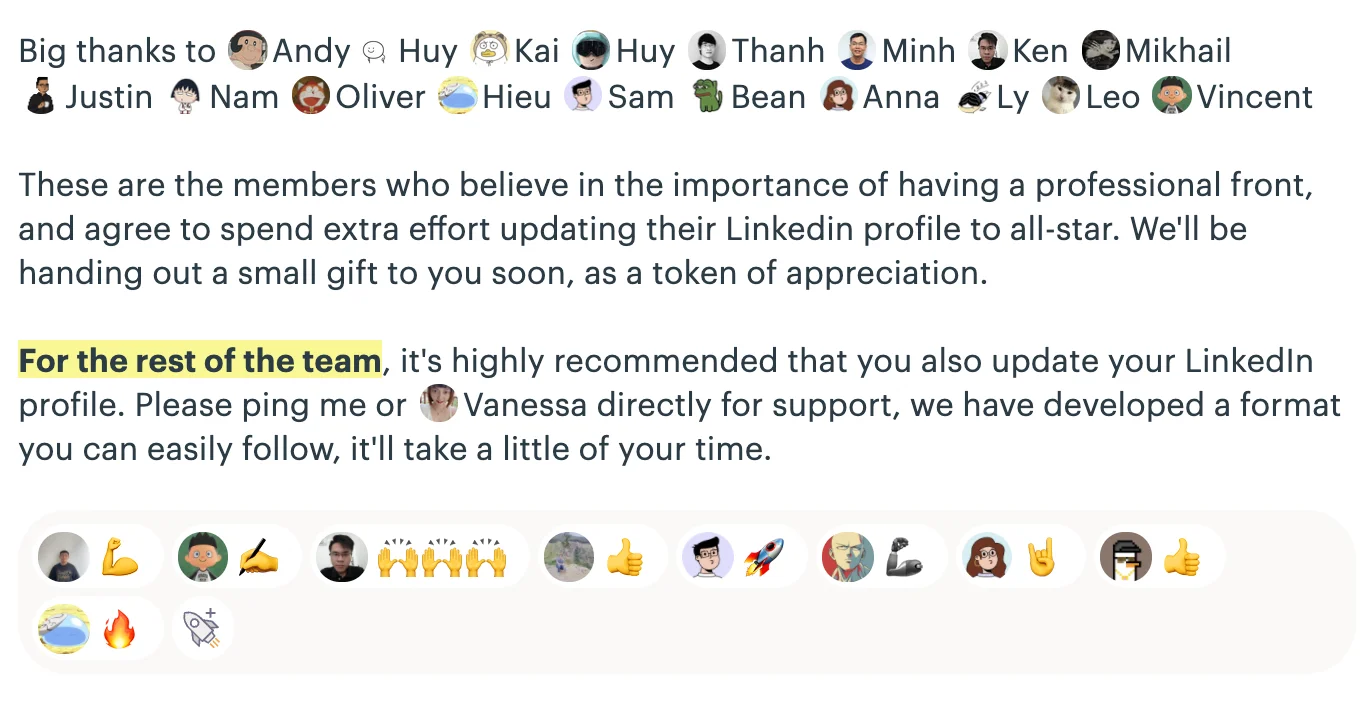 Big thanks to Andy Huy Kai Huy Thanh Minh Ken Mikhail
Justin Nam Oliver Hieu Sam Bean Anna Ly Leo Vincent
These are the members who believe in the importance of having a professional front,
and agree to spend extra effort updating their Linkedin profile to all-star. We'll be
handing out a small gift to you soon, as a token of appreciation.
For the rest of the team, it's highly recommended that you also update your LinkedIn
profile. Please ping me or Vanessa directly for support, we have developed a format
you can easily follow, it'll take a little of your time.